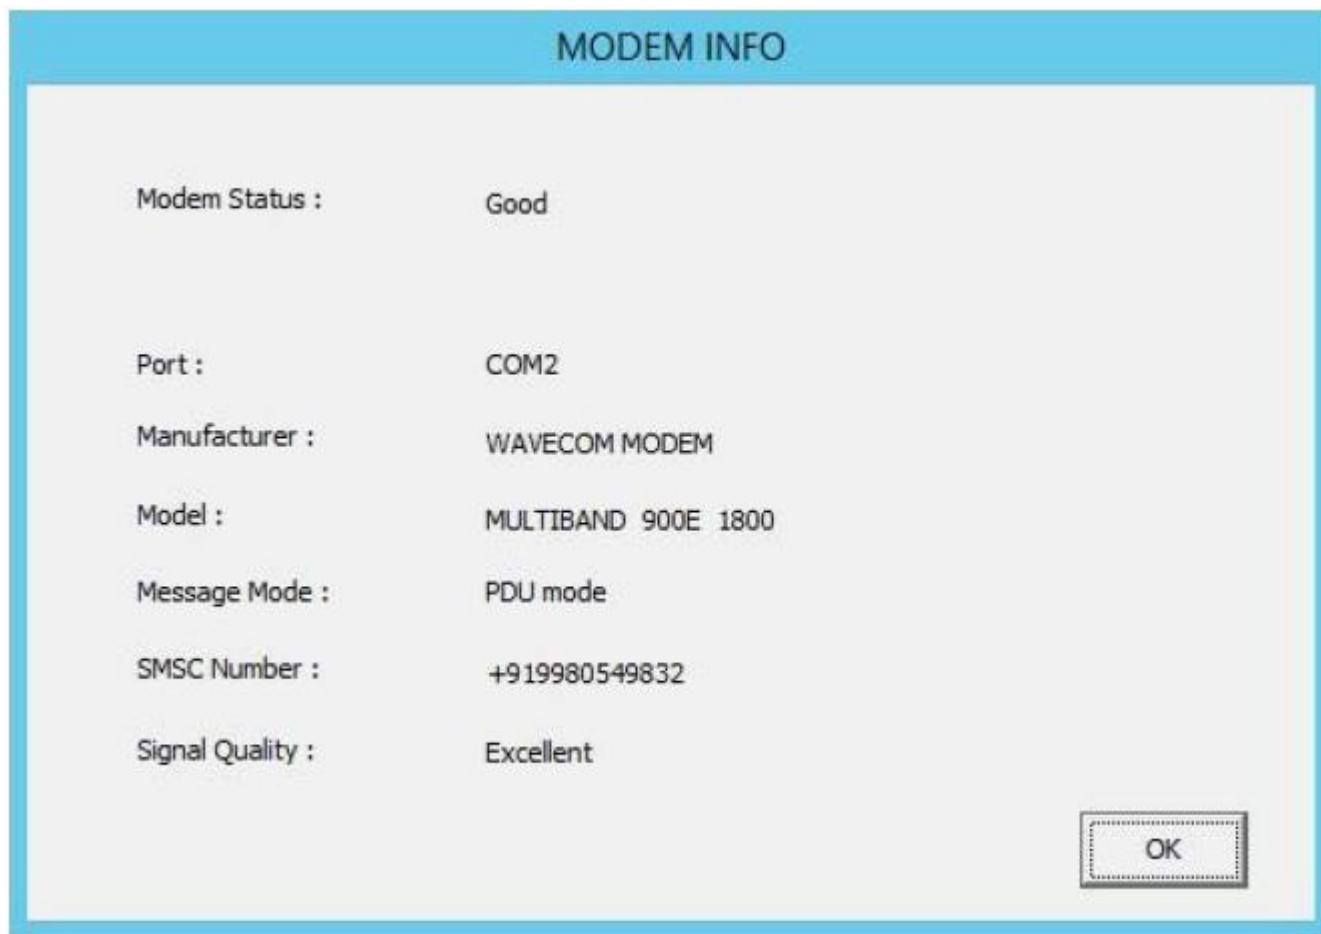 MODEM INFO
Modem Status : Good
Port : COM2
Manufacturer : WAVECOM MODEM
Model : MULTIBAND 900E 1800
Message Mode : PDU mode
SMSC Number : +919980549832
Signal Quality : Excellent
OK